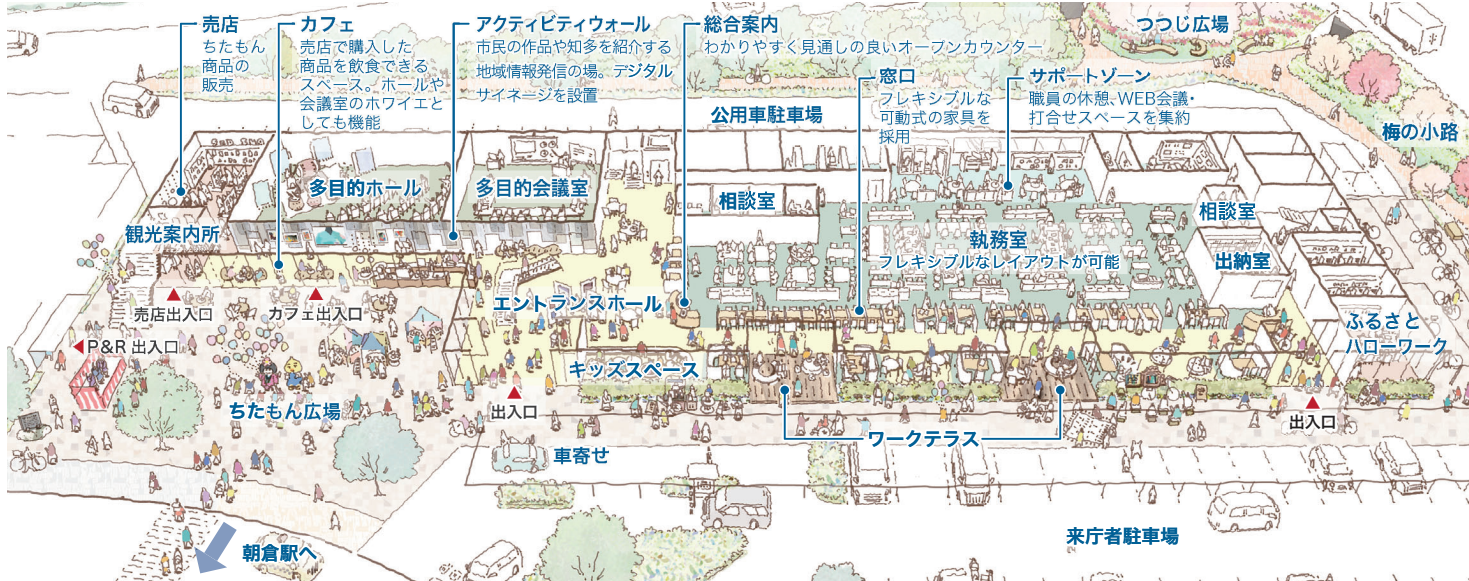 売店
ちたもん
商品の
販売
カフェ
売店で購入した
商品を飲食できる
スペース。ホールや
会議室のホワイエと
しても機能
アクティビティウォール
市民の作品や知多を紹介する
地域情報発信の場。デジタル
サイネージを設置
総合案内
わかりやすく見通しの良いオープンカウンター
窓口
フレキシブルな
可動式の家具を
採用
サポートゾーン
職員の休憩、WEB会議・
打合せスペースを集約
つつじ広場
梅の小路
公用車駐車場
多目的ホール
多目的会議室
相談室
相談室
観光案内所
執務室
フレキシブルなレイアウトが可能
出納室
エントランスホール
売店出入口
カフェ出入口
P&R 出入口
ふるさと
ハローワーク
キッズスペース
ちたもん広場
出入口
出入口
ワークテラス
車寄せ
来庁者駐車場
朝倉駅へ